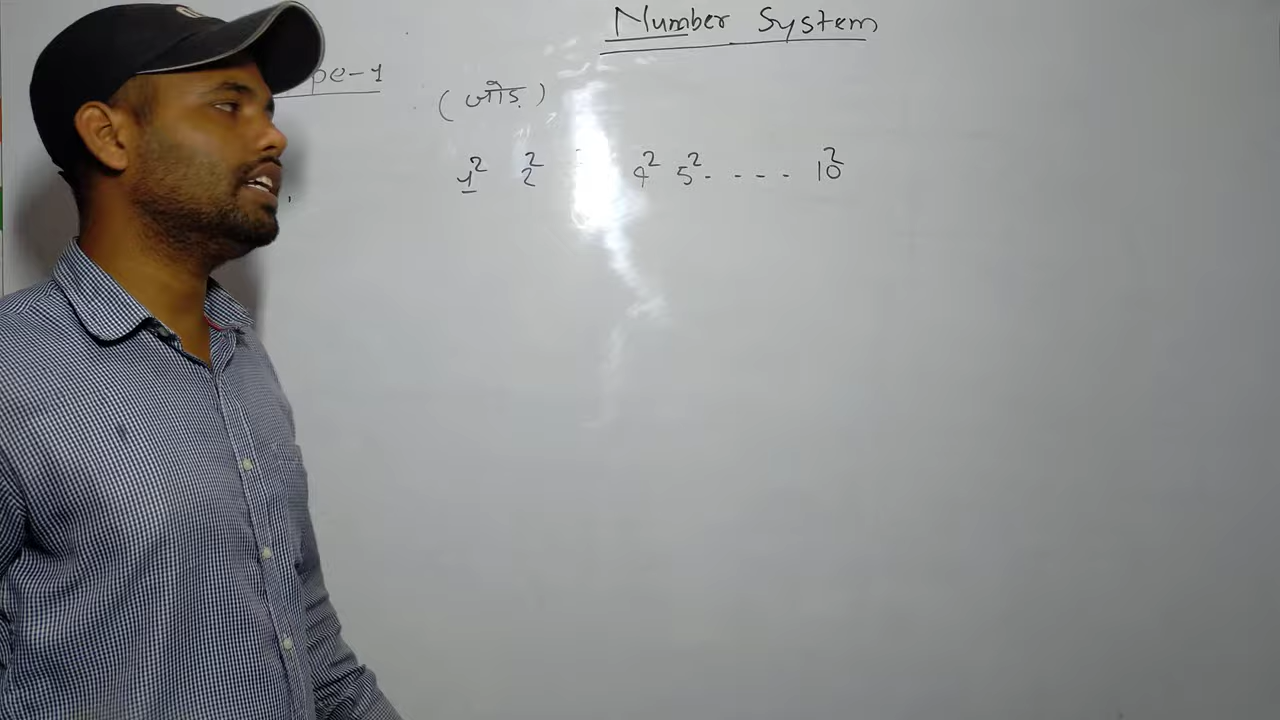 Number System
pe-1
(जोड़)
1² 2² 4² 5². - - - 10²